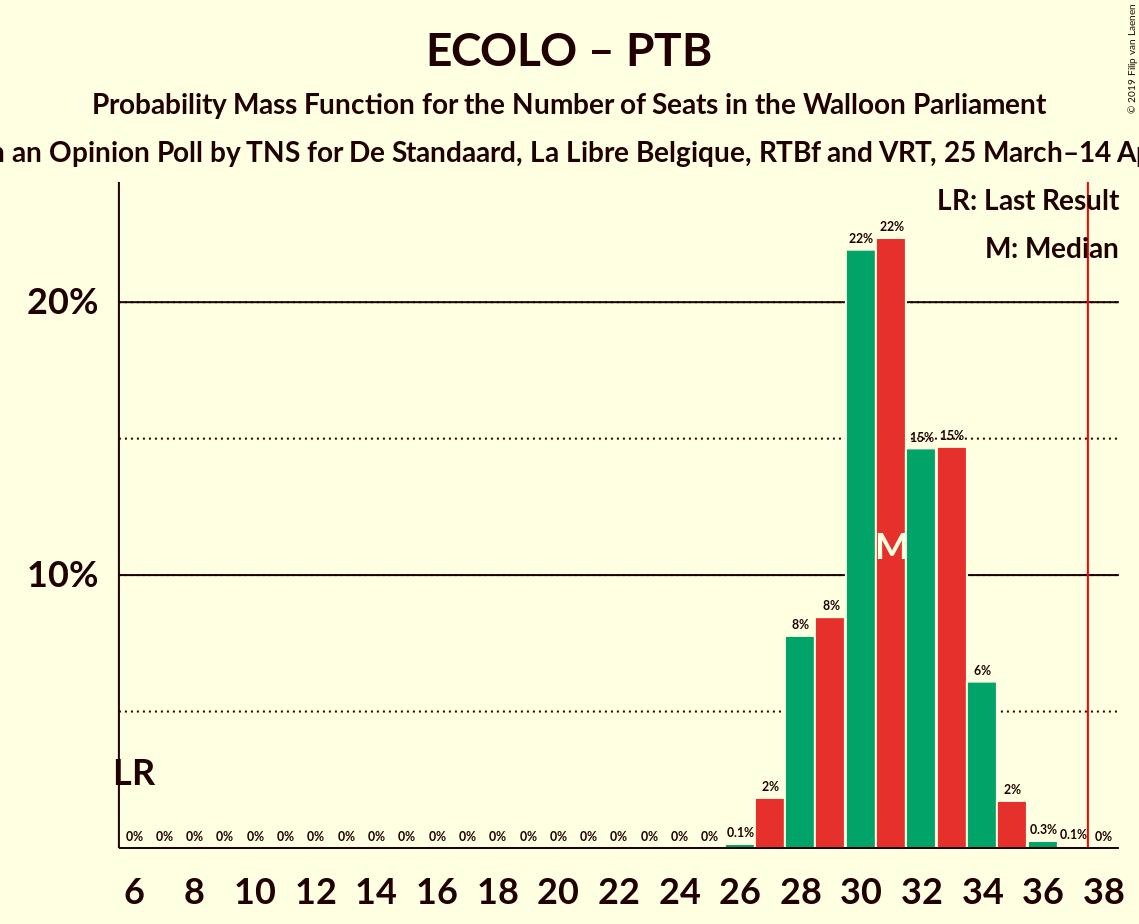 ECOLO – PTB
Probability Mass Function for the Number of Seats in the Walloon Parliament
an Opinion Poll by TNS for De Standaard, La Libre Belgique, RTBf and VRT, 25 March–14
© 2019 Filip van Laenen
LR: Last Result
M: Median
20%
10%
22% 22%
15% 15%
M
8% 8%
6%
LR
0% 0% 0% 0% 0% 0% 0% 0% 0% 0% 0% 0% 0% 0% 0% 0% 0% 0% 0% 0% 0.1% 2% 2% 0.3% 0.1% 0%
6 8 10 12 14 16 18 20 22 24 26 28 30 32 34 36 38